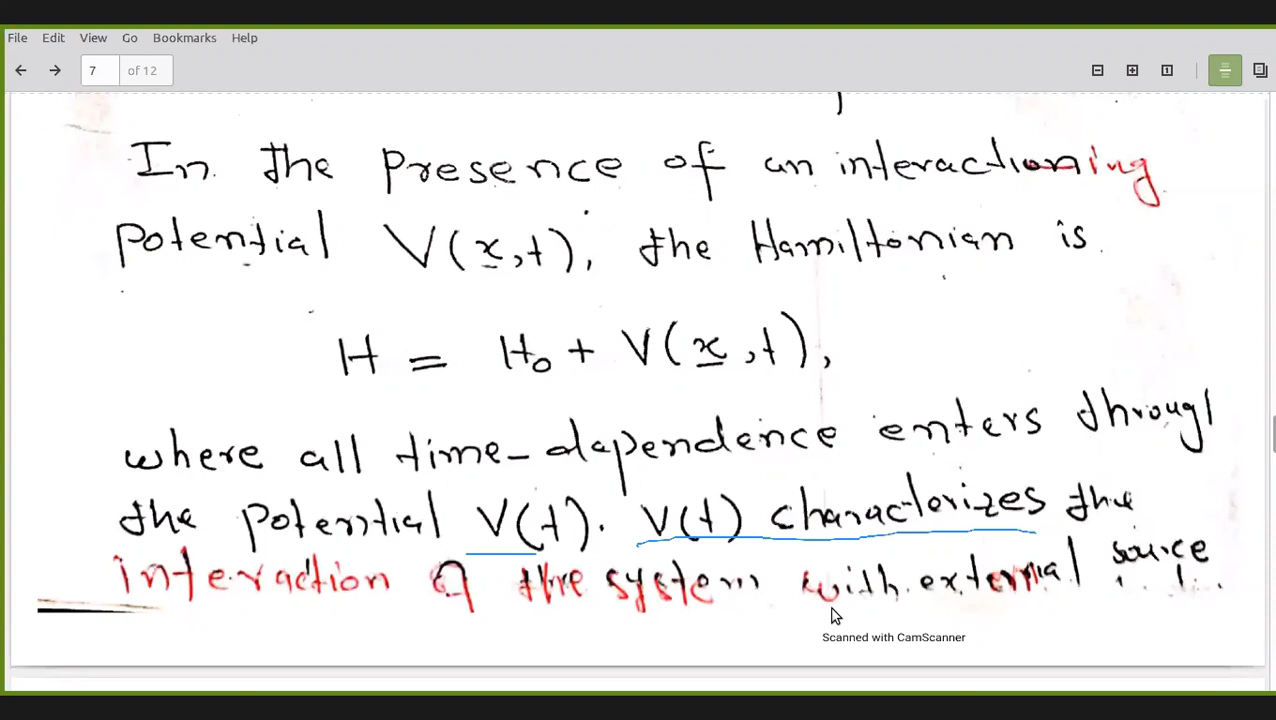 File Edit View Go Bookmarks Help
7 of 12
In the presence of an interactioning
potential V(x,t), the Hamiltonian is
H = H₀ + V(x,t),
where all time-dependence enters through
the potential V(t). V(t) characterizes the
interaction of the system with external source
Scanned with CamScanner